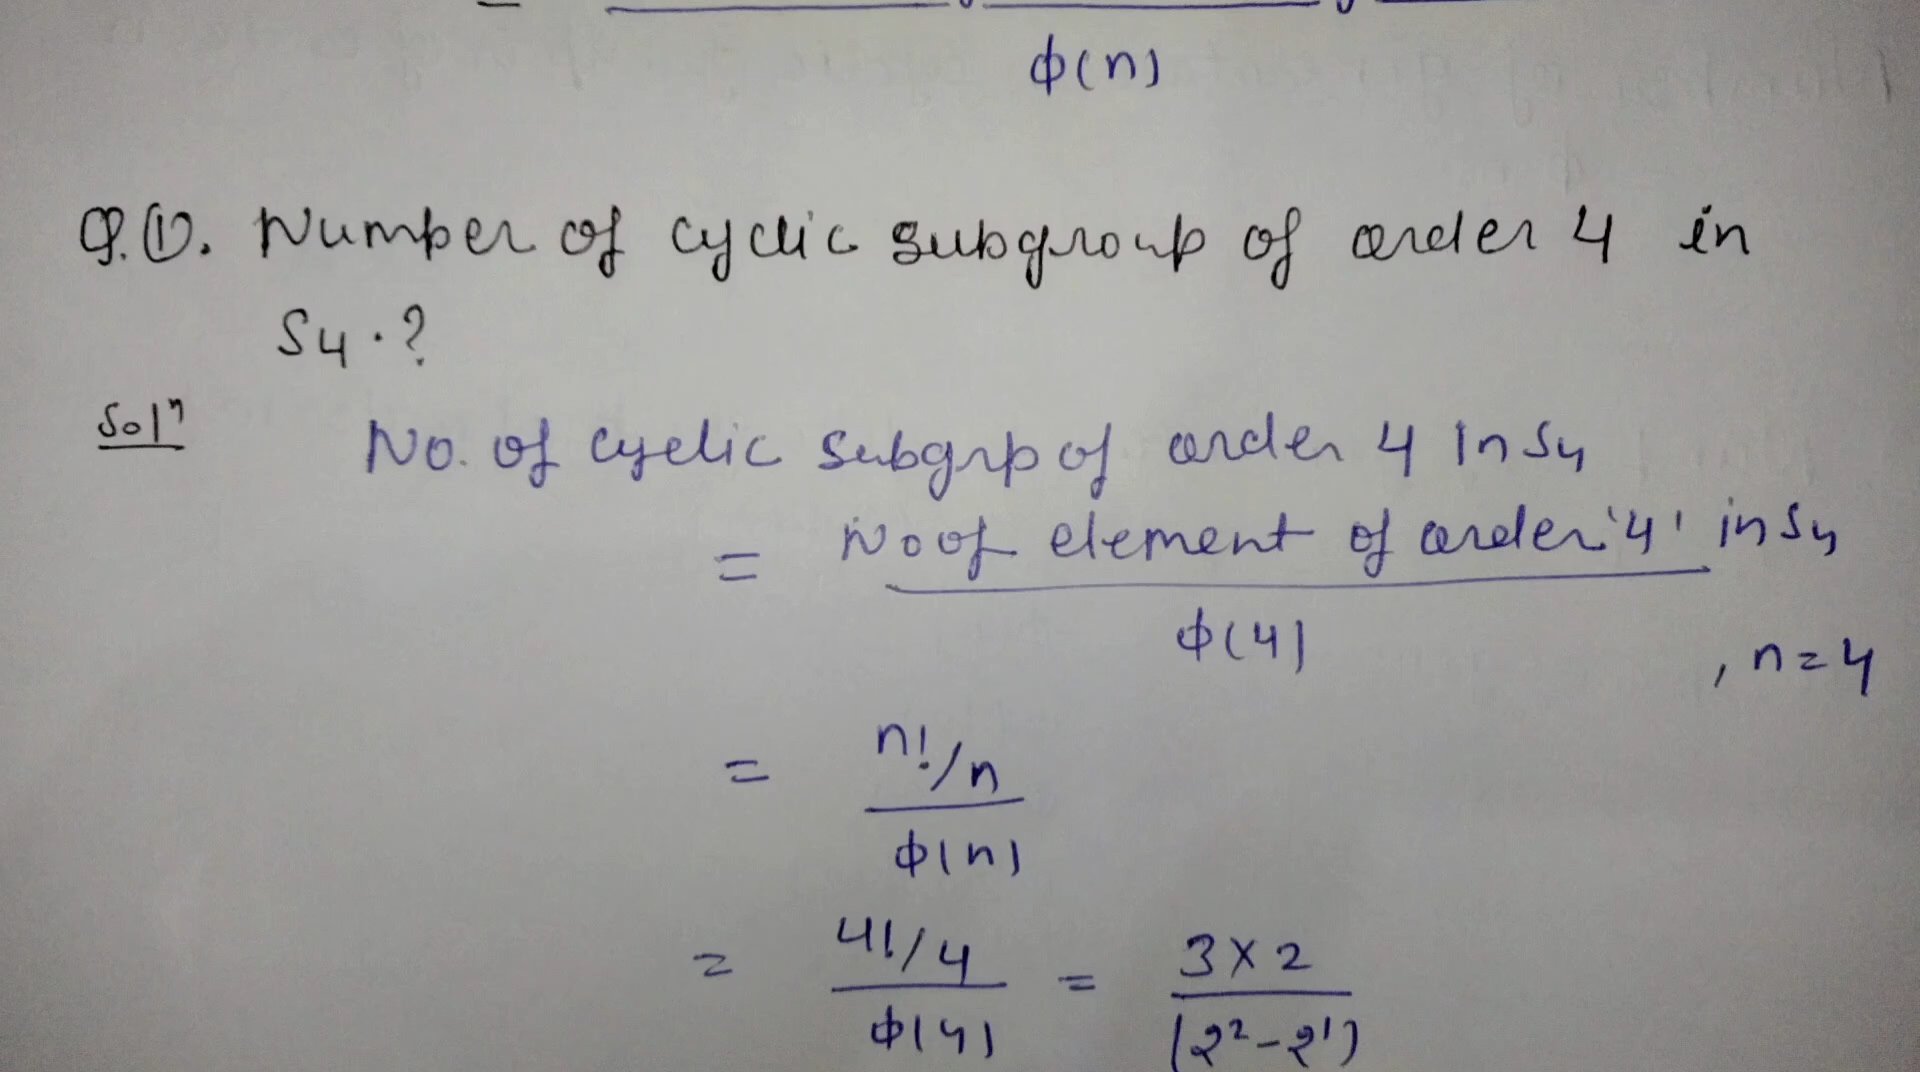 ϕ(n)
Q.①. Number of cyclic subgroup of order 4 in
S4.?
Solⁿ
No. of cyclic subgrp of order 4 In S4
= No of element of order '4' in S4
ϕ(4) , n=4
= n!/n
ϕ(n)
= 4!/4 = 3×2
ϕ(4) (2²-2¹)